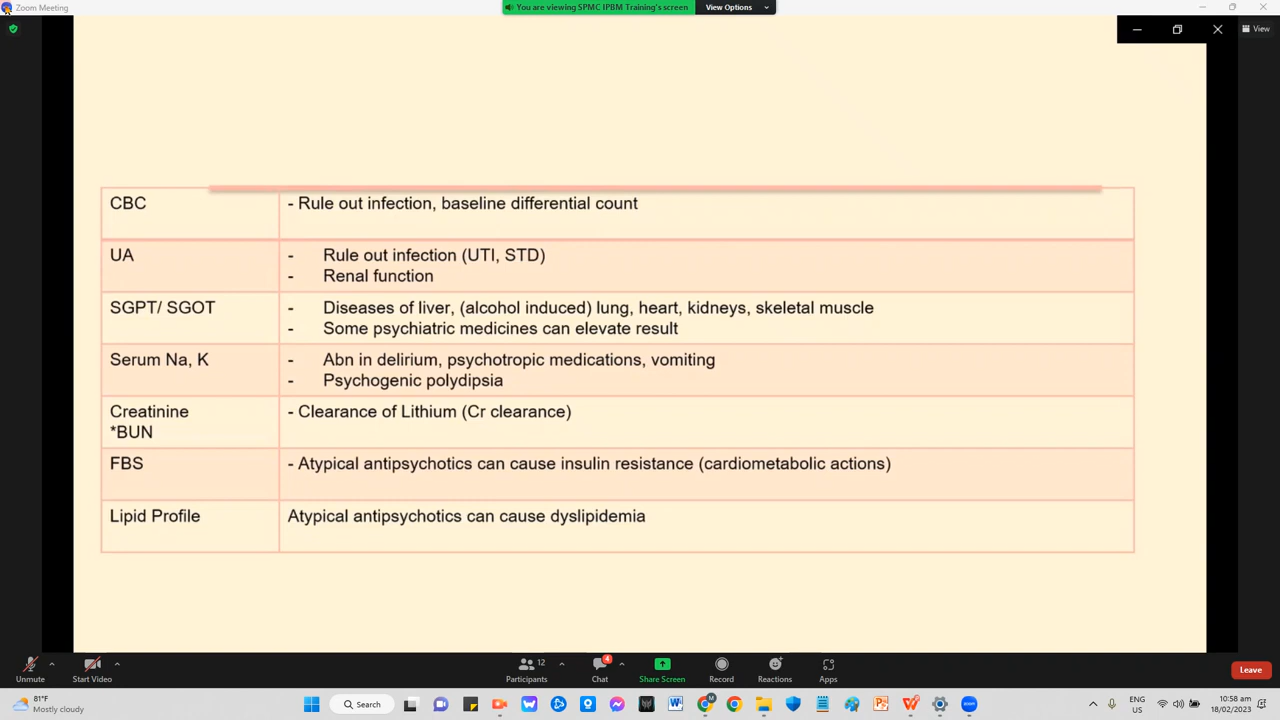 Zoom Meeting
You are viewing SPMC IPBM Training's screen
View Options
View
CBC
- Rule out infection, baseline differential count
UA
- Rule out infection (UTI, STD)
- Renal function
SGPT/ SGOT
- Diseases of liver, (alcohol induced) lung, heart, kidneys, skeletal muscle
- Some psychiatric medicines can elevate result
Serum Na, K
- Abn in delirium, psychotropic medications, vomiting
- Psychogenic polydipsia
Creatinine
*BUN
- Clearance of Lithium (Cr clearance)
FBS
- Atypical antipsychotics can cause insulin resistance (cardiometabolic actions)
Lipid Profile
Atypical antipsychotics can cause dyslipidemia
Unmute
Start Video
12
Participants
4
Chat
Share Screen
Record
Reactions
Apps
Leave
81°F
Mostly cloudy
Search
ENG
US
10:58 am
18/02/2023